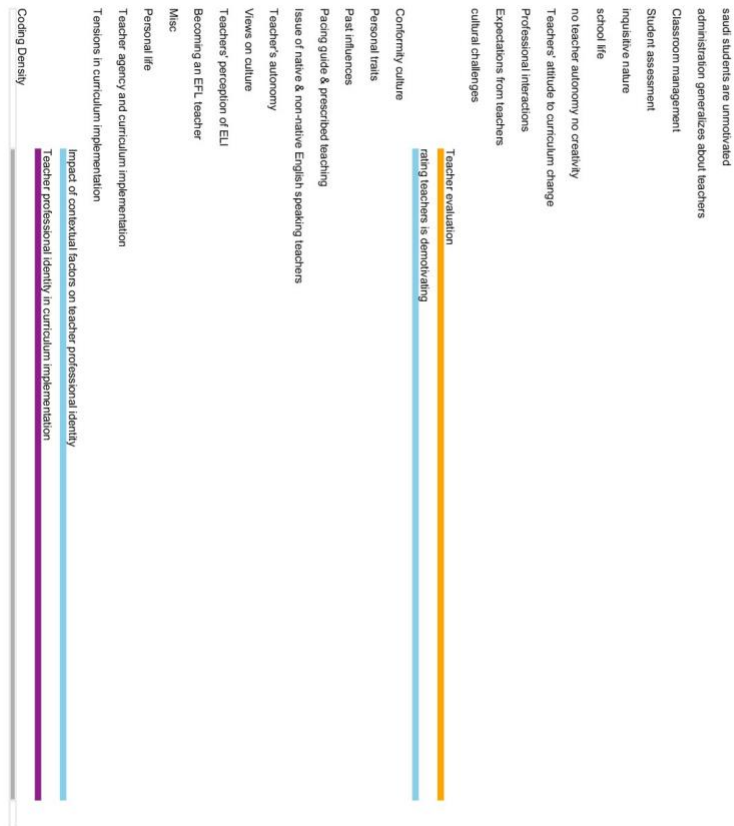 saudi students are unmotivated
administration generalizes about teachers
Classroom management
Student assessment
inquisitive nature
school life
no teacher autonomy no creativity
Teachers' attitude to curriculum change
Professional interactions
Expectations from teachers
cultural challenges
Teacher evaluation
rating teachers is demotivating
Conformity culture
Personal traits
Past influences
Pacing guide & prescribed teaching
Issue of native & non-native English speaking teachers
Teacher's autonomy
Views on culture
Teachers' perception of ELI
Becoming an EFL teacher
Misc
Personal life
Teacher agency and curriculum implementation
Tensions in curriculum implementation
Impact of contextual factors on teacher professional identity
Teacher professional identity in curriculum implementation
Coding Density